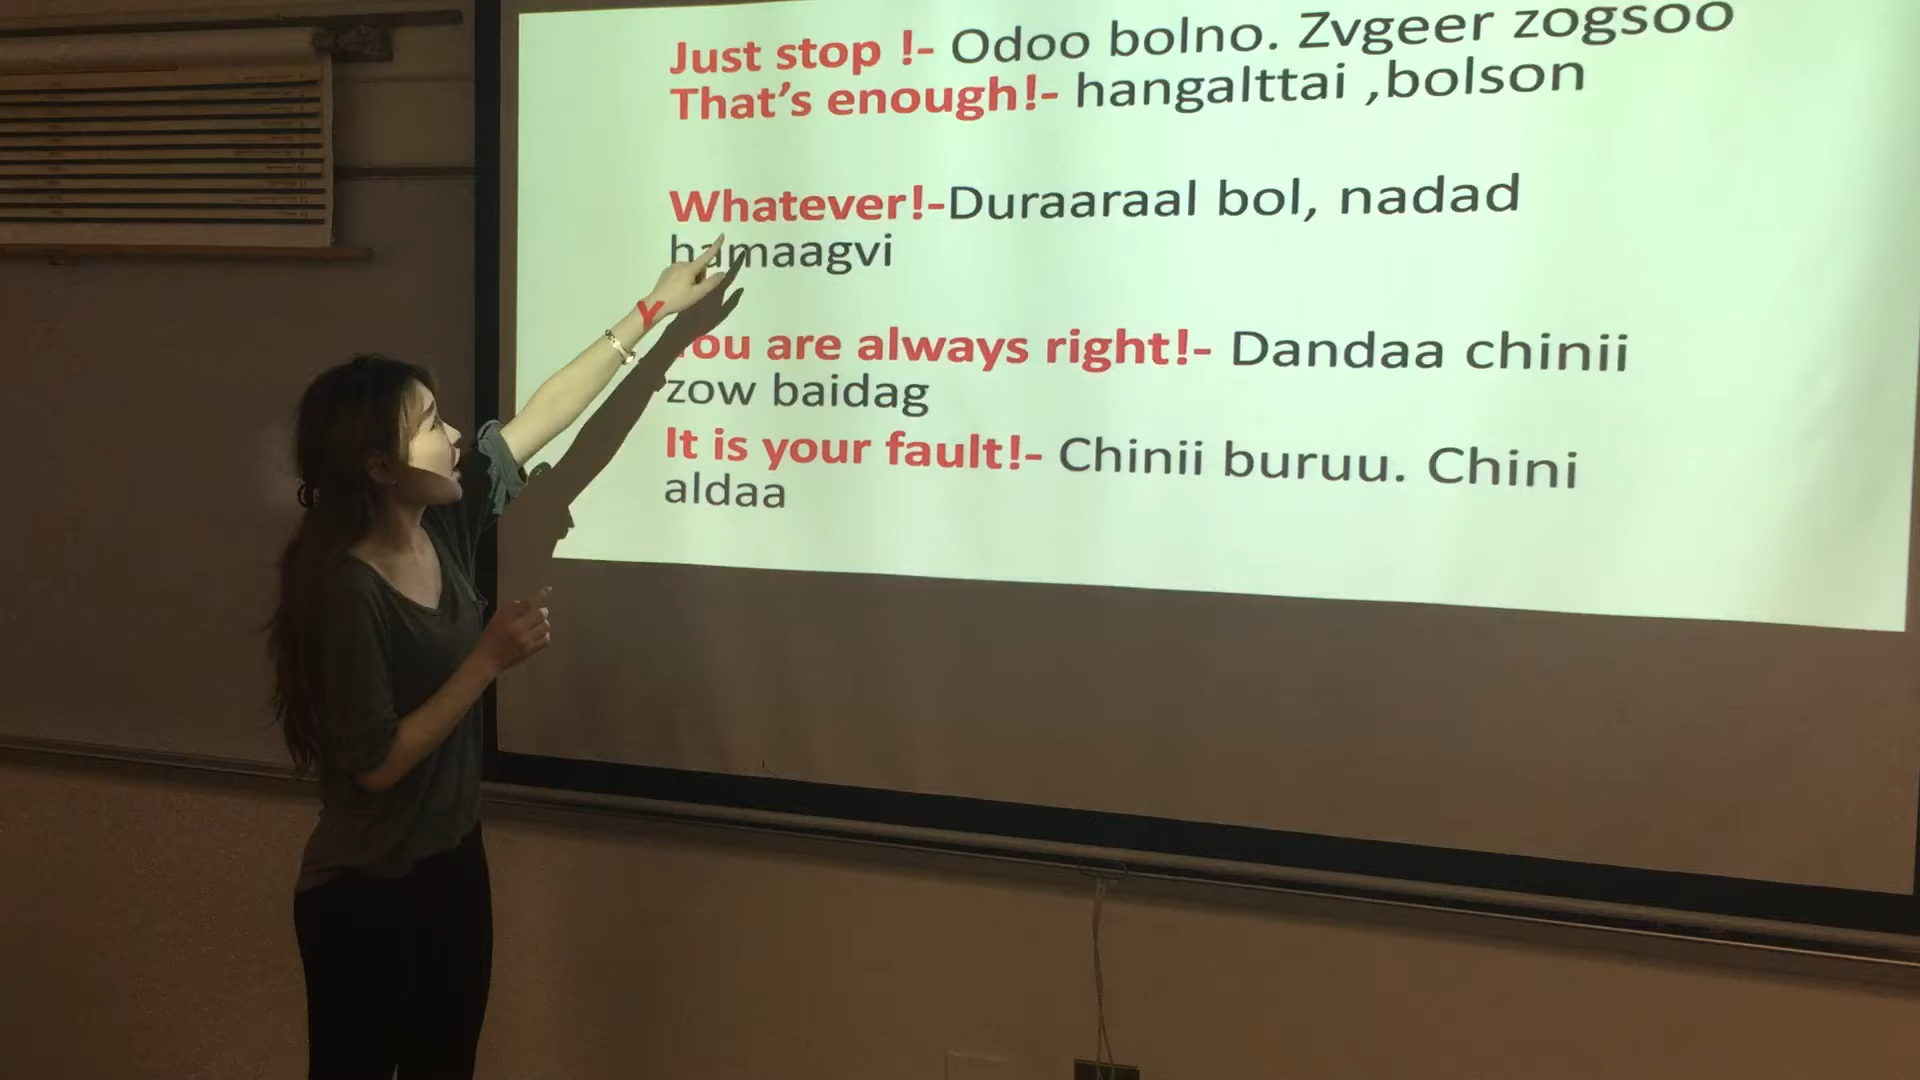 Just stop !- Odoo bolno. Zvgeer zogsoo
That's enough!- hangalttai ,bolson
Whatever!-Duraaraal bol, nadad
hamaagvi
You are always right!- Dandaa chinii
zow baidag
It is your fault!- Chinii buruu. Chini
aldaa